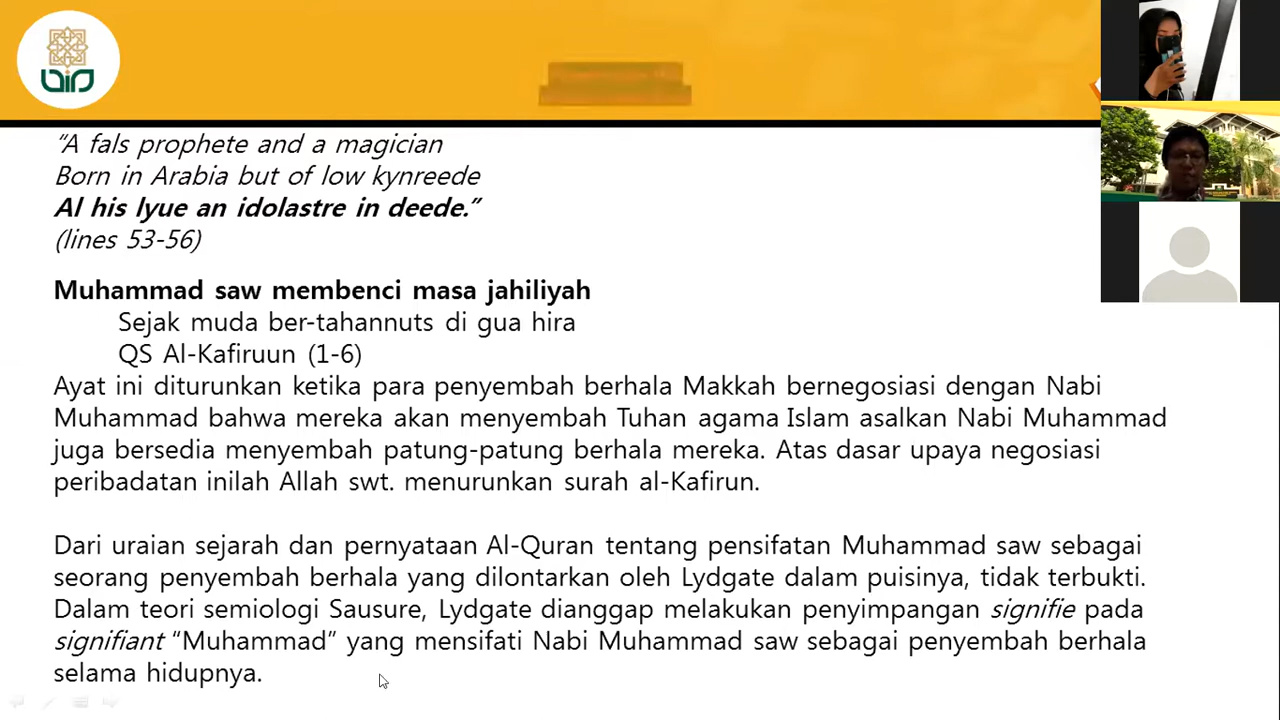 “A fals prophete and a magician
Born in Arabia but of low kynreede
Al his lyue an idolastre in deede.”
(lines 53-56)
Muhammad saw membenci masa jahiliyah
Sejak muda ber-tahannuts di gua hira
QS Al-Kafiruun (1-6)
Ayat ini diturunkan ketika para penyembah berhala Makkah bernegosiasi dengan Nabi
Muhammad bahwa mereka akan menyembah Tuhan agama Islam asalkan Nabi Muhammad
juga bersedia menyembah patung-patung berhala mereka. Atas dasar upaya negosiasi
peribadatan inilah Allah swt. menurunkan surah al-Kafirun.
Dari uraian sejarah dan pernyataan Al-Quran tentang pensifatan Muhammad saw sebagai
seorang penyembah berhala yang dilontarkan oleh Lydgate dalam puisinya, tidak terbukti.
Dalam teori semiologi Sausure, Lydgate dianggap melakukan penyimpangan signifie pada
signifiant “Muhammad” yang mensifati Nabi Muhammad saw sebagai penyembah berhala
selama hidupnya.